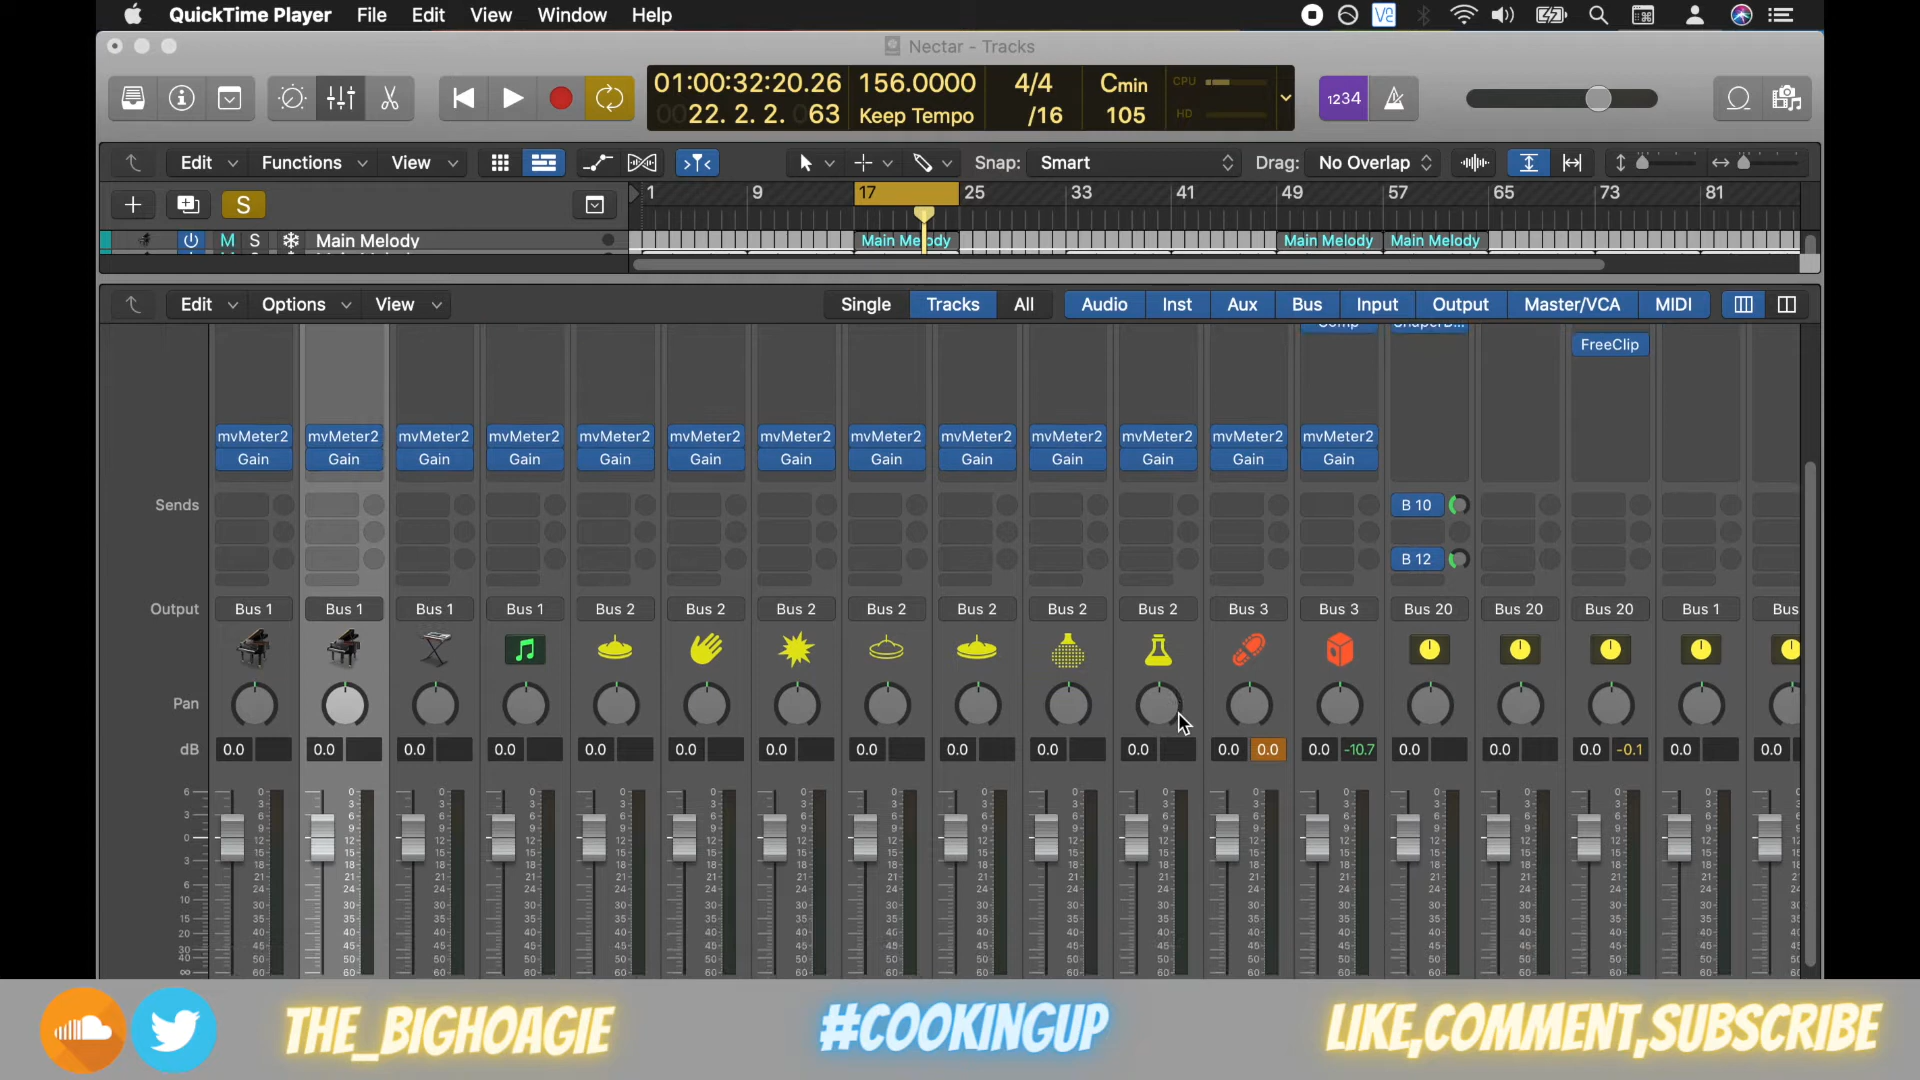 QuickTime Player File Edit View Window Help
Nectar - Tracks
01:00:32:20.26 156.0000 4/4 Cmin CPU
0022. 2. 2. 063 Keep Tempo /16 105 HD
1234
Edit Functions View Snap: Smart Drag: No Overlap
S 1 9 17 25 33 41 49 57 65 73 81
M S Main Melody Main Melody Main Melody Main Melody
Edit Options View Single Tracks All Audio Inst Aux Bus Input Output Master/VCA MIDI
FreeClip
mvMeter2 mvMeter2 mvMeter2 mvMeter2 mvMeter2 mvMeter2 mvMeter2 mvMeter2 mvMeter2 mvMeter2 mvMeter2 mvMeter2 mvMeter2
Gain Gain Gain Gain Gain Gain Gain Gain Gain Gain Gain Gain Gain
Sends B 10
B 12
Output Bus 1 Bus 1 Bus 1 Bus 1 Bus 2 Bus 2 Bus 2 Bus 2 Bus 2 Bus 2 Bus 2 Bus 3 Bus 3 Bus 20 Bus 20 Bus 20 Bus 1 Bus
Pan
dB 0.0 0.0 0.0 0.0 0.0 0.0 0.0 0.0 0.0 0.0 0.0 0.0 0.0 0.0 -10.7 0.0 0.0 0.0 -0.1 0.0 0.0
THE_BIGHOAGIE #COOKINGUP LIKE,COMMENT,SUBSCRIBE